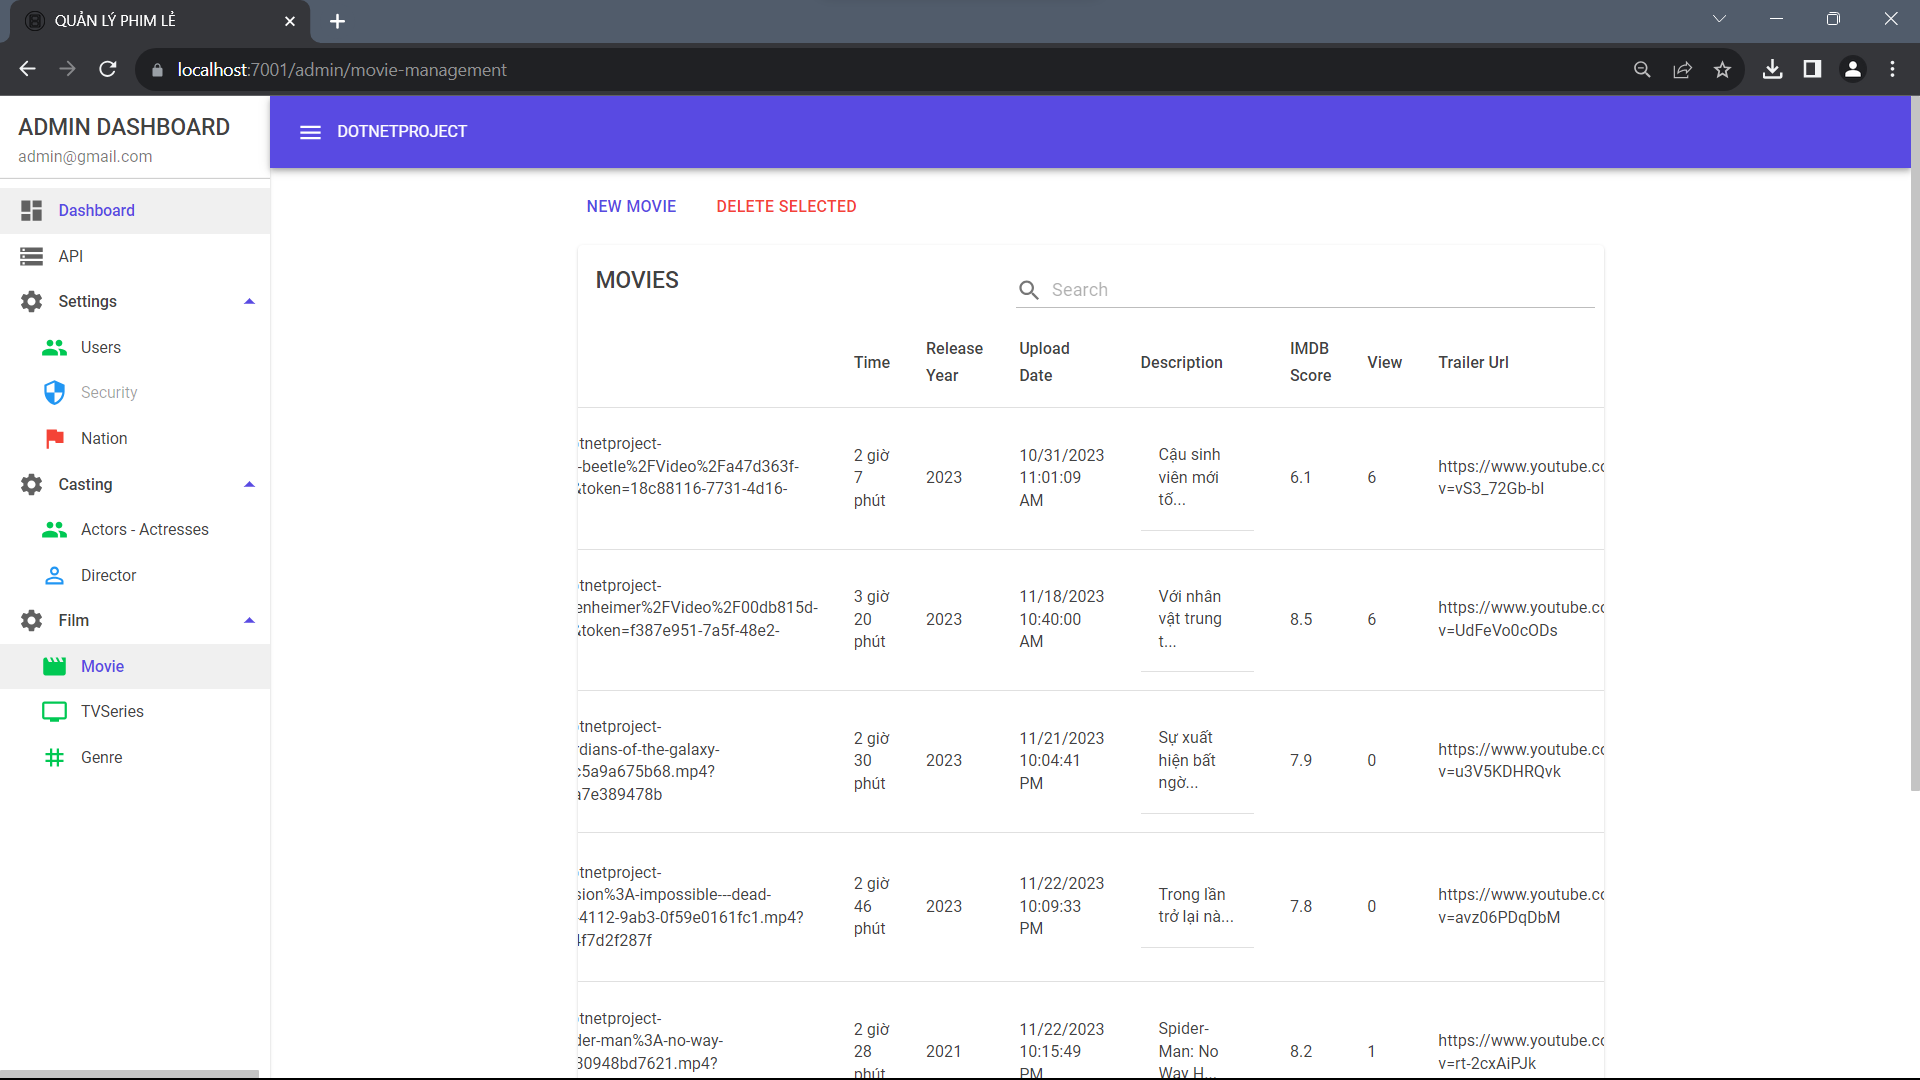 QUẢN LÝ PHIM LẺ
localhost:7001/admin/movie-management
ADMIN DASHBOARD
admin@gmail.com
DOTNETPROJECT
Dashboard
API
Settings
Users
Security
Nation
Casting
Actors - Actresses
Director
Film
Movie
TVSeries
Genre
NEW MOVIE
DELETE SELECTED
MOVIES
Search
Time
Release
Year
Upload
Date
Description
IMDB
Score
View
Trailer Url
tnetproject-
-beetle%2FVideo%2Fa47d363f-
&token=18c88116-7731-4d16-
2 giờ
7
phút
2023
10/31/2023
11:01:09
AM
Cậu sinh
viên mới
tố...
6.1
6
https://www.youtube.co
v=vS3_72Gb-bI
tnetproject-
enheimer%2FVideo%2F00db815d-
&token=f387e951-7a5f-48e2-
3 giờ
20
phút
2023
11/18/2023
10:40:00
AM
Với nhân
vật trung
t...
8.5
6
https://www.youtube.co
v=UdFeVo0cODs
tnetproject-
dians-of-the-galaxy-
c5a9a675b68.mp4?
a7e389478b
2 giờ
30
phút
2023
11/21/2023
10:04:41
PM
Sự xuất
hiện bất
ngờ...
7.9
0
https://www.youtube.co
v=u3V5KDHRQvk
tnetproject-
sion%3A-impossible---dead-
-4112-9ab3-0f59e0161fc1.mp4?
4f7d2f287f
2 giờ
46
phút
2023
11/22/2023
10:09:33
PM
Trong lần
trở lại nà...
7.8
0
https://www.youtube.co
v=avz06PDqDbM
tnetproject-
der-man%3A-no-way-
30948bd7621.mp4?
2 giờ
28
phút
2021
11/22/2023
10:15:49
PM
Spider-
Man: No
Way H...
8.2
1
https://www.youtube.co
v=rt-2cxAiPJk